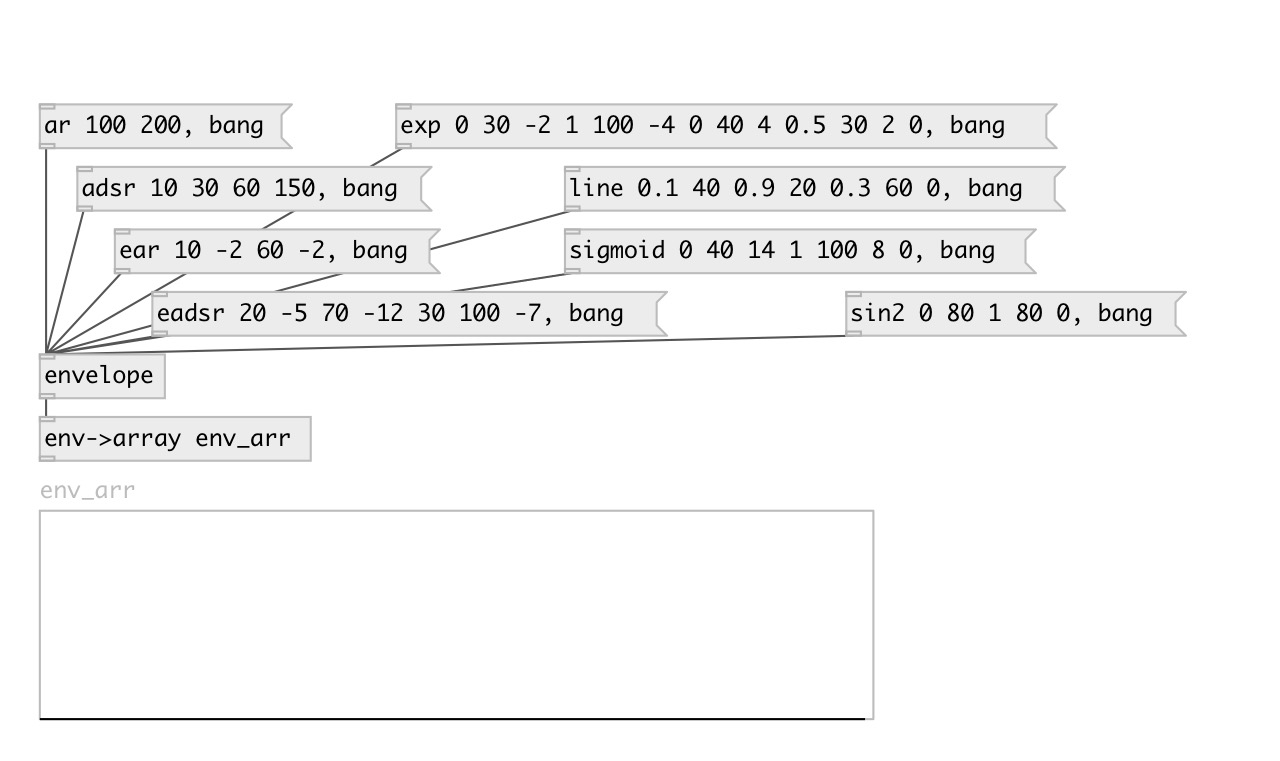 ar 100 200, bang
exp 0 30 -2 1 100 -4 0 40 4 0.5 30 2 0, bang
adsr 10 30 60 150, bang
line 0.1 40 0.9 20 0.3 60 0, bang
ear 10 -2 60 -2, bang
sigmoid 0 40 14 1 100 8 0, bang
eadsr 20 -5 70 -12 30 100 -7, bang
sin2 0 80 1 80 0, bang
envelope
env->array env_arr
env_arr